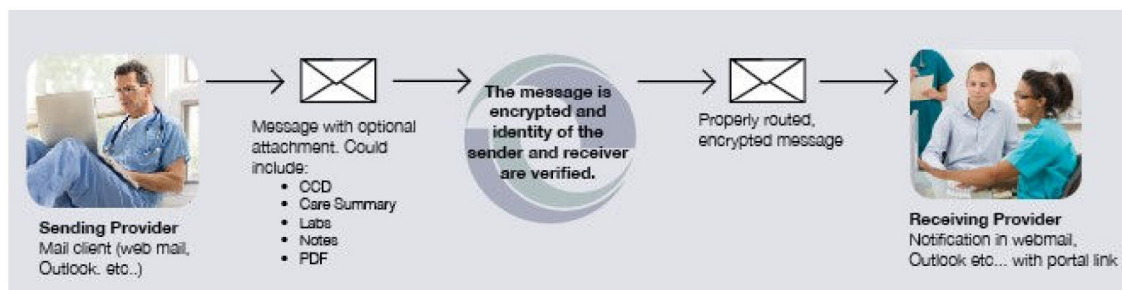 Sending Provider
Mail client (web mail,
Outlook. etc..)
Message with optional
attachment. Could
include:
• CCD
• Care Summary
• Labs
• Notes
• PDF
The message is
encrypted and
identity of the
sender and receiver
are verified.
Properly routed,
encrypted message
Receiving Provider
Notification in webmail,
Outlook etc... with portal link